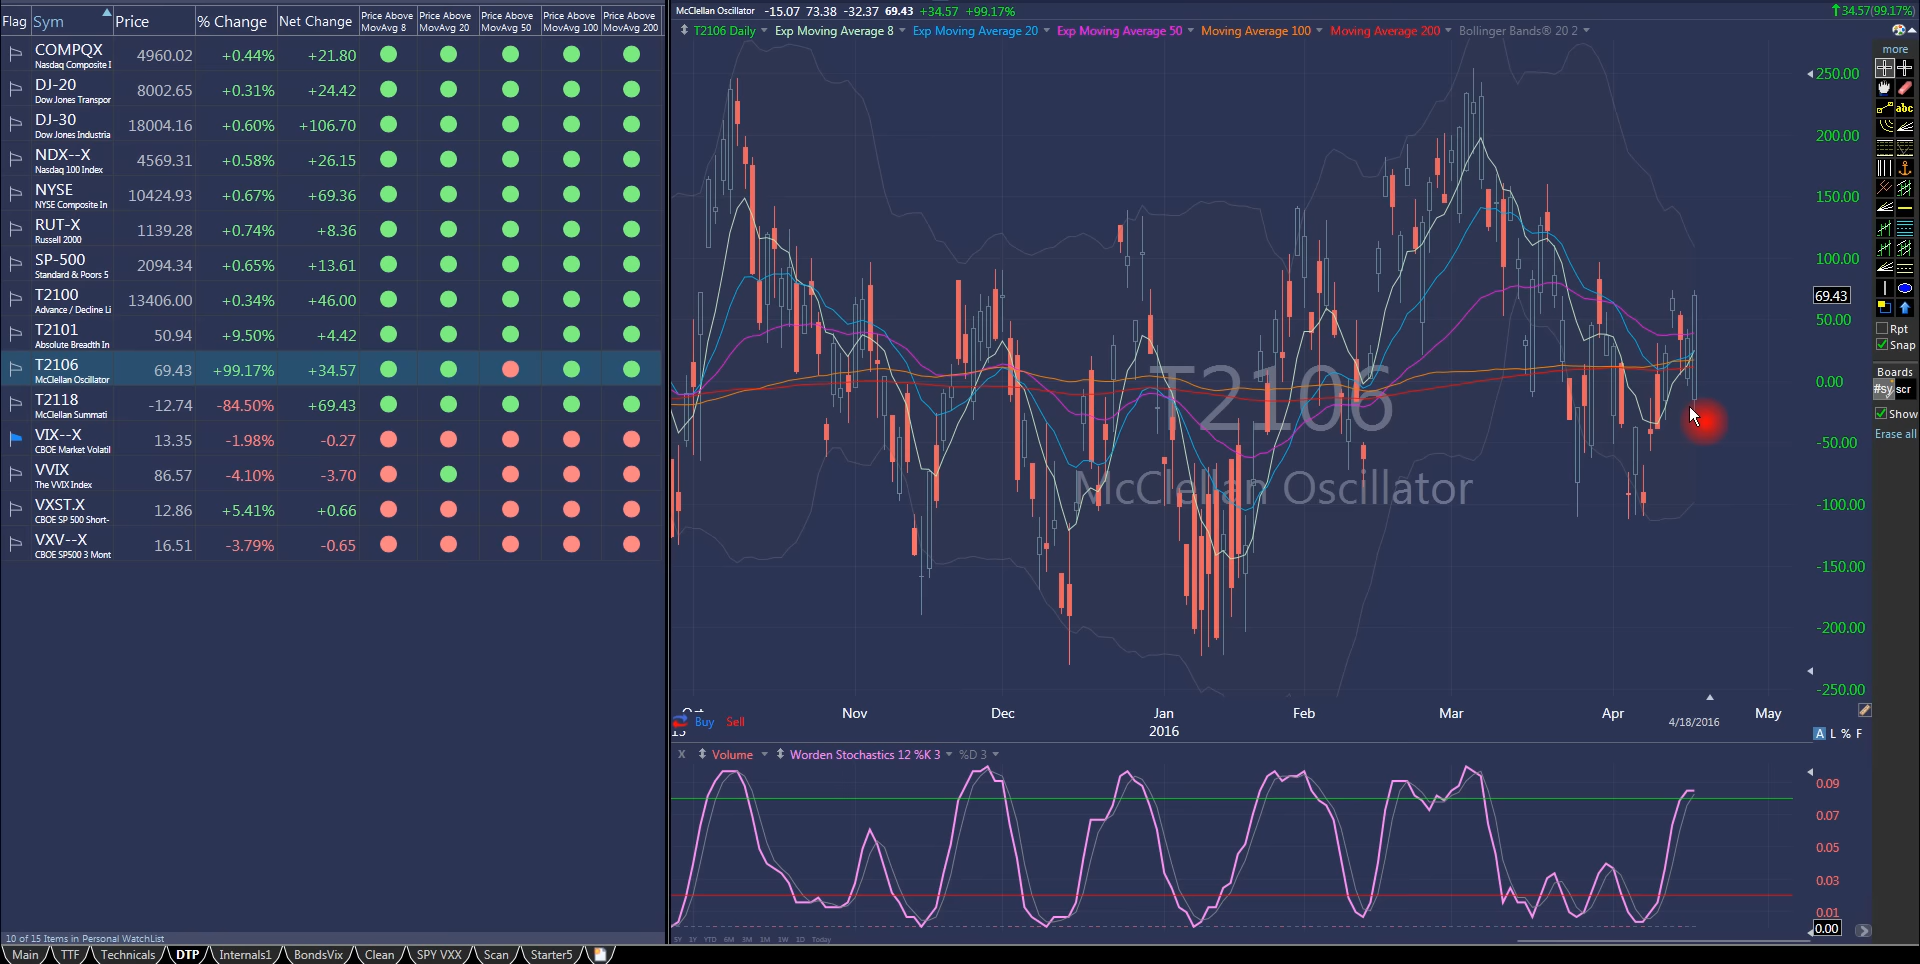 Flag Sym Price % Change Net Change Price Above MovAvg 8 Price Above MovAvg 20 Price Above MovAvg 50 Price Above MovAvg 100 Price Above MovAvg 200
COMPQX 4960.02 +0.44% +21.80
Nasdaq Composite I
DJ-20 8002.65 +0.31% +24.42
Dow Jones Transpor
DJ-30 18004.16 +0.60% +106.70
Dow Jones Industria
NDX--X 4569.31 +0.58% +26.15
Nasdaq 100 Index
NYSE 10424.93 +0.67% +69.36
NYSE Composite In
RUT-X 1139.28 +0.74% +8.36
Russell 2000
SP-500 2094.34 +0.65% +13.61
Standard & Poors 5
T2100 13406.00 +0.34% +46.00
Advance / Decline Li
T2101 50.94 +9.50% +4.42
Absolute Breadth In
T2106 69.43 +99.17% +34.57
McClellan Oscillator
T2118 -12.74 -84.50% +69.43
McClellan Summati
VIX--X 13.35 -1.98% -0.27
CBOE Market Volatil
VVIX 86.57 -4.10% -3.70
The VVIX Index
VXST.X 12.86 +5.41% +0.66
CBOE SP 500 Short-
VXV--X 16.51 -3.79% -0.65
CBOE SP500 3 Mont
10 of 15 Items in Personal WatchList
Main TTF Technicals DTP Internals1 BondsVix Clean SPY VXX Scan Starter5
McClellan Oscillator -15.07 73.38 -32.37 69.43 +34.57 +99.17%
34.57(99.17%)
T2106 Daily Exp Moving Average 8 Exp Moving Average 20 Exp Moving Average 50 Moving Average 100 Moving Average 200 Bollinger Bands® 20 2
250.00
200.00
150.00
100.00
69.43
50.00
0.00
-50.00
-100.00
-150.00
-200.00
-250.00
T2106
McClellan Oscillator
Nov Dec Jan Feb Mar Apr May
2016
4/18/2016
Buy Sell
A L % F
X Volume Worden Stochastics 12 %K 3 %D 3
0.09
0.07
0.05
0.03
0.01
0.00
5Y 1Y YTD 6M 3M 1M 1W 1D Today
more
abc
Rpt
Snap
Boards
#sy scr
Show
Erase all